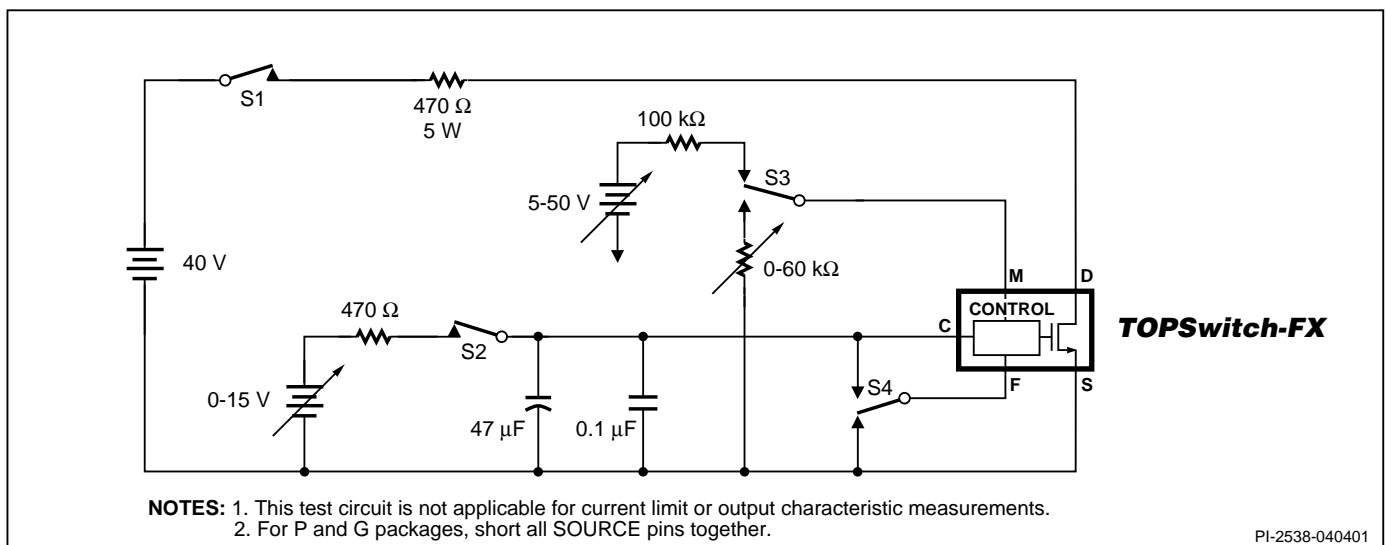 S1
470 Ω
5 W
100 kΩ
S3
5-50 V
40 V
0-60 kΩ
M
D
470 Ω
C
CONTROL
TOPSwitch-FX
S2
S4
F
S
0-15 V
47 µF
0.1 µF
NOTES: 1. This test circuit is not applicable for current limit or output characteristic measurements.
2. For P and G packages, short all SOURCE pins together.
PI-2538-040401